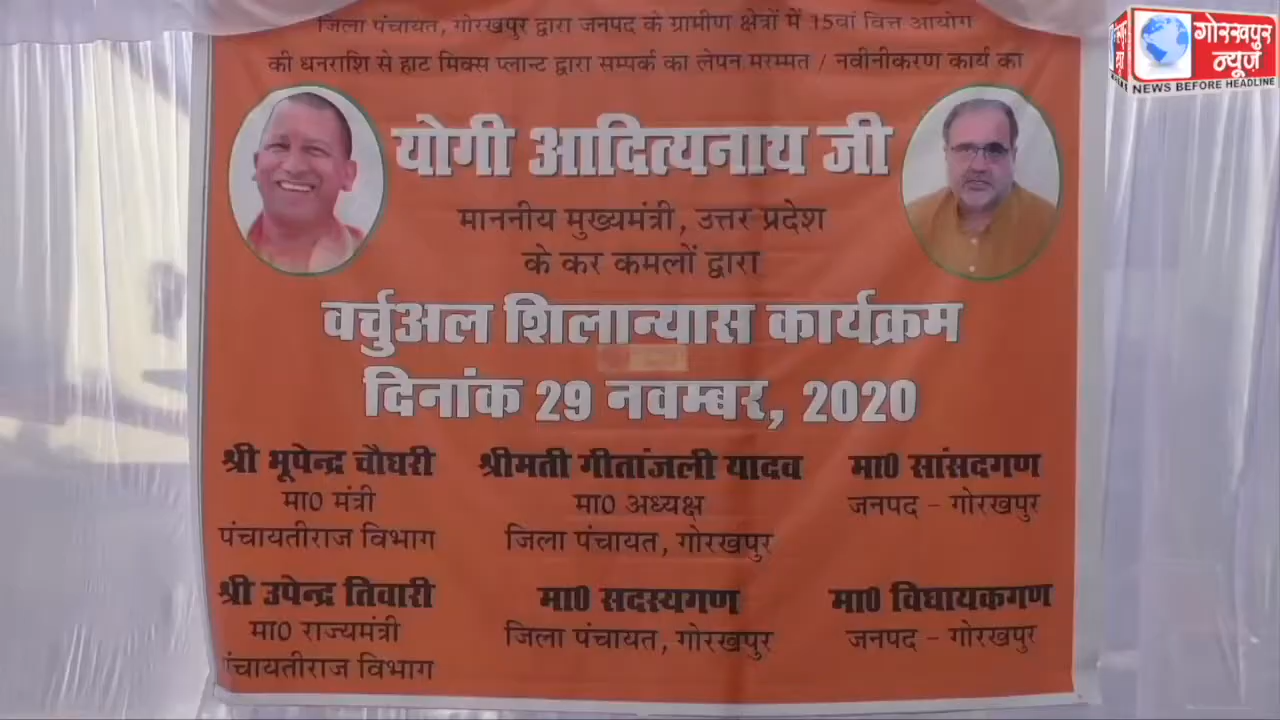 जिला पंचायत, गोरखपुर द्वारा जनपद के ग्रामीण क्षेत्रों में 15वां वित्त आयोग
की धनराशि से हाट मिक्स प्लान्ट द्वारा सम्पर्क का लेपन मरम्मत / नवीनीकरण कार्य का
योगी आदित्यनाथ जी
माननीय मुख्यमंत्री, उत्तर प्रदेश
के कर कमलों द्वारा
वर्चुअल शिलान्यास कार्यक्रम
दिनांक 29 नवम्बर, 2020
श्री भूपेन्द्र चौधरी
मा0 मंत्री
पंचायतीराज विभाग
श्रीमती गीतांजली यादव
मा0 अध्यक्ष
जिला पंचायत, गोरखपुर
मा0 सांसदगण
जनपद - गोरखपुर
श्री उपेन्द्र तिवारी
मा0 राज्यमंत्री
पंचायतीराज विभाग
मा0 सदस्यगण
जिला पंचायत, गोरखपुर
मा0 विधायकगण
जनपद - गोरखपुर
गोरखपुर
न्यूज़
NEWS BEFORE HEADLINE